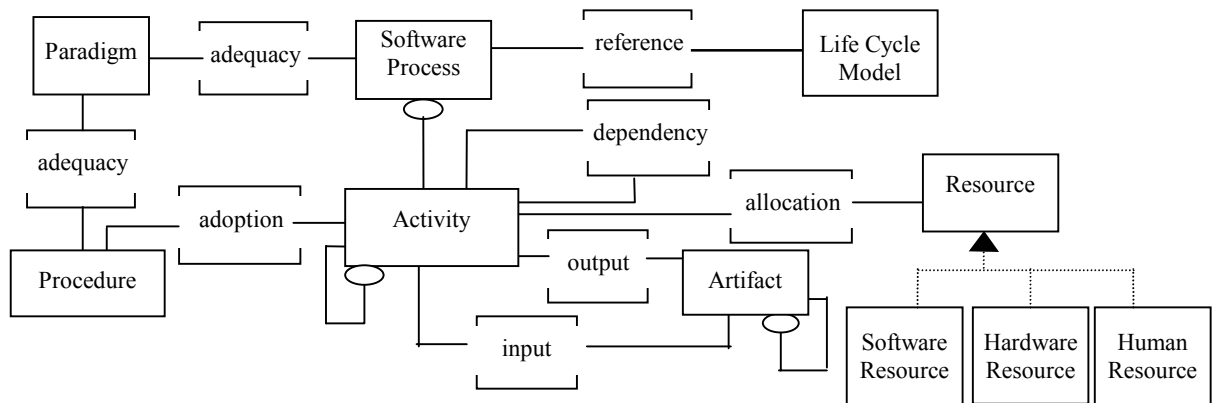 Paradigm
adequacy
Software
Process
reference
Life Cycle
Model
adequacy
dependency
adoption
Activity
allocation
Resource
Procedure
output
Artifact
input
Software
Resource
Hardware
Resource
Human
Resource